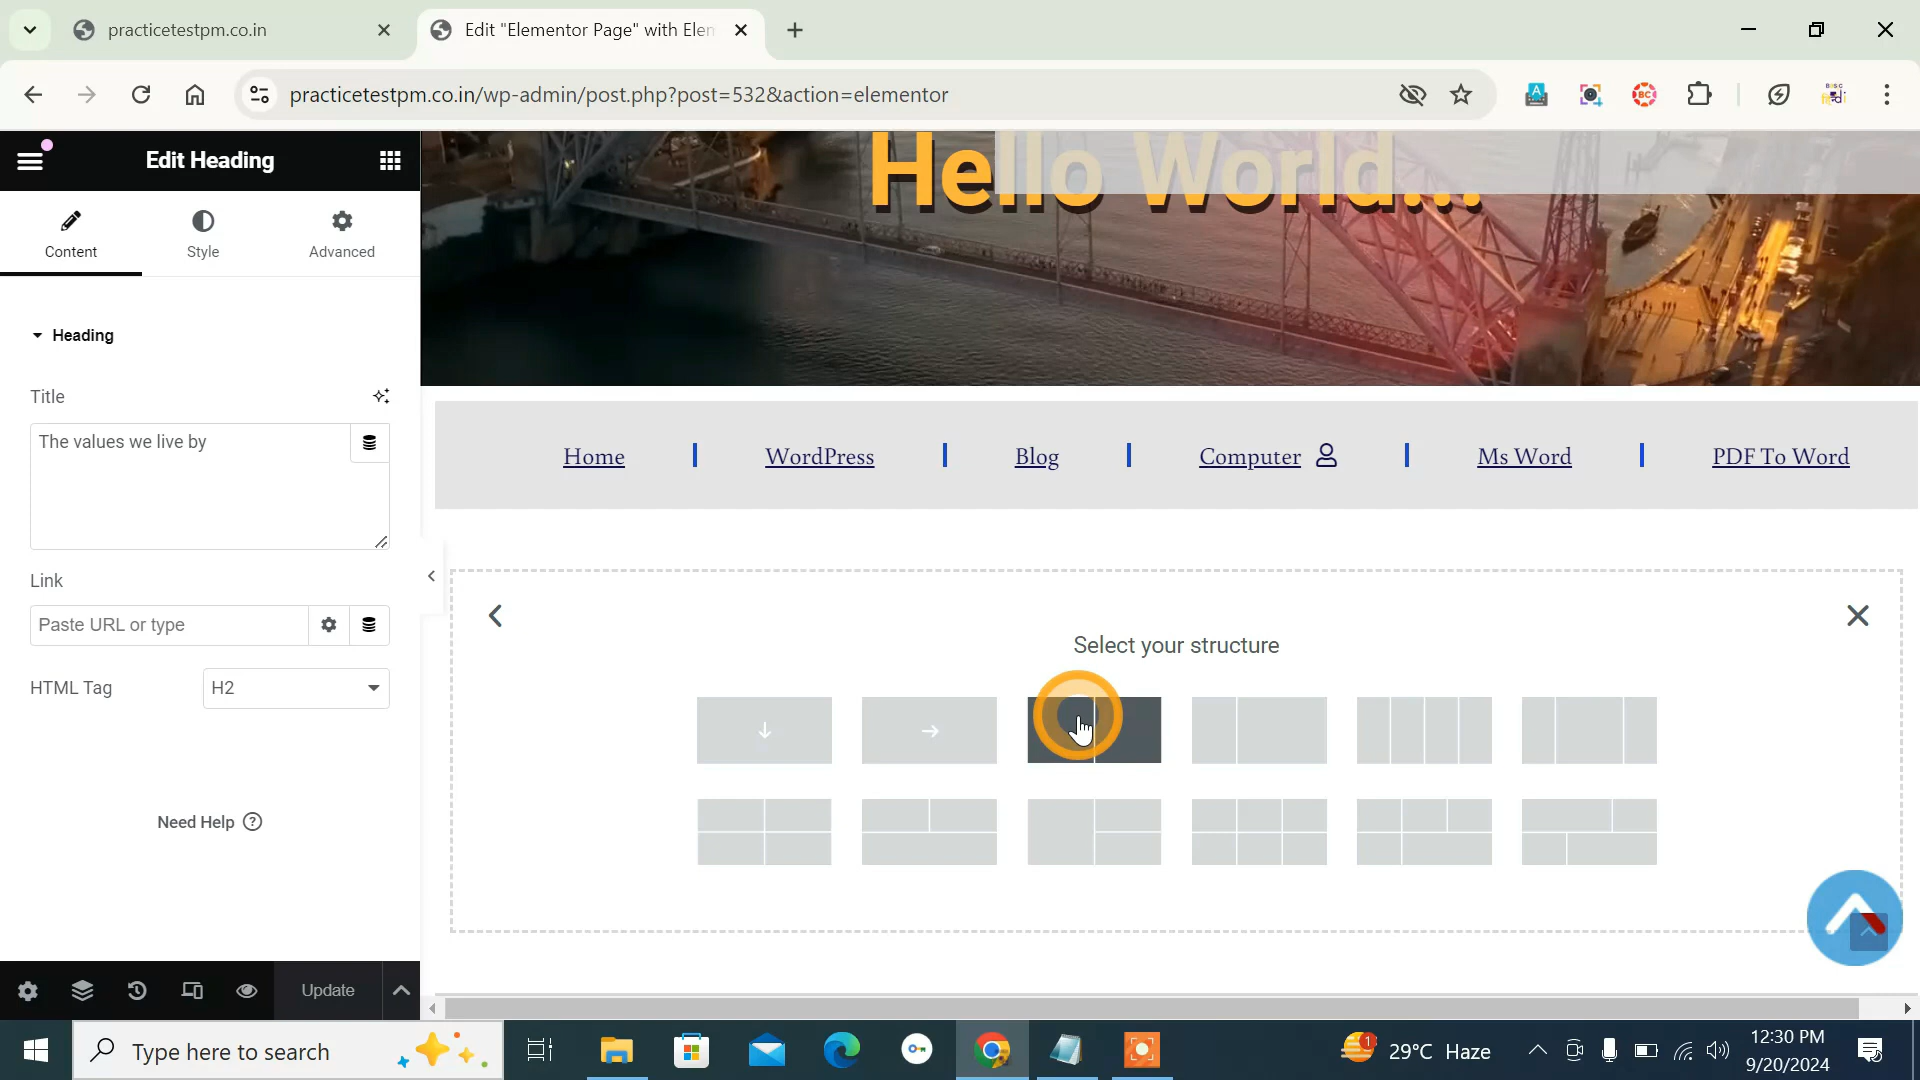 practicetestpm.co.in
Edit "Elementor Page" with Elem
practicetestpm.co.in/wp-admin/post.php?post=532&action=elementor
Edit Heading
Content
Style
Advanced
Heading
Title
The values we live by
Link
Paste URL or type
HTML Tag
H2
Need Help
Update
Hello World...
Home
WordPress
Blog
Computer
Ms Word
PDF To Word
Select your structure
Type here to search
29°C Haze
12:30 PM
9/20/2024